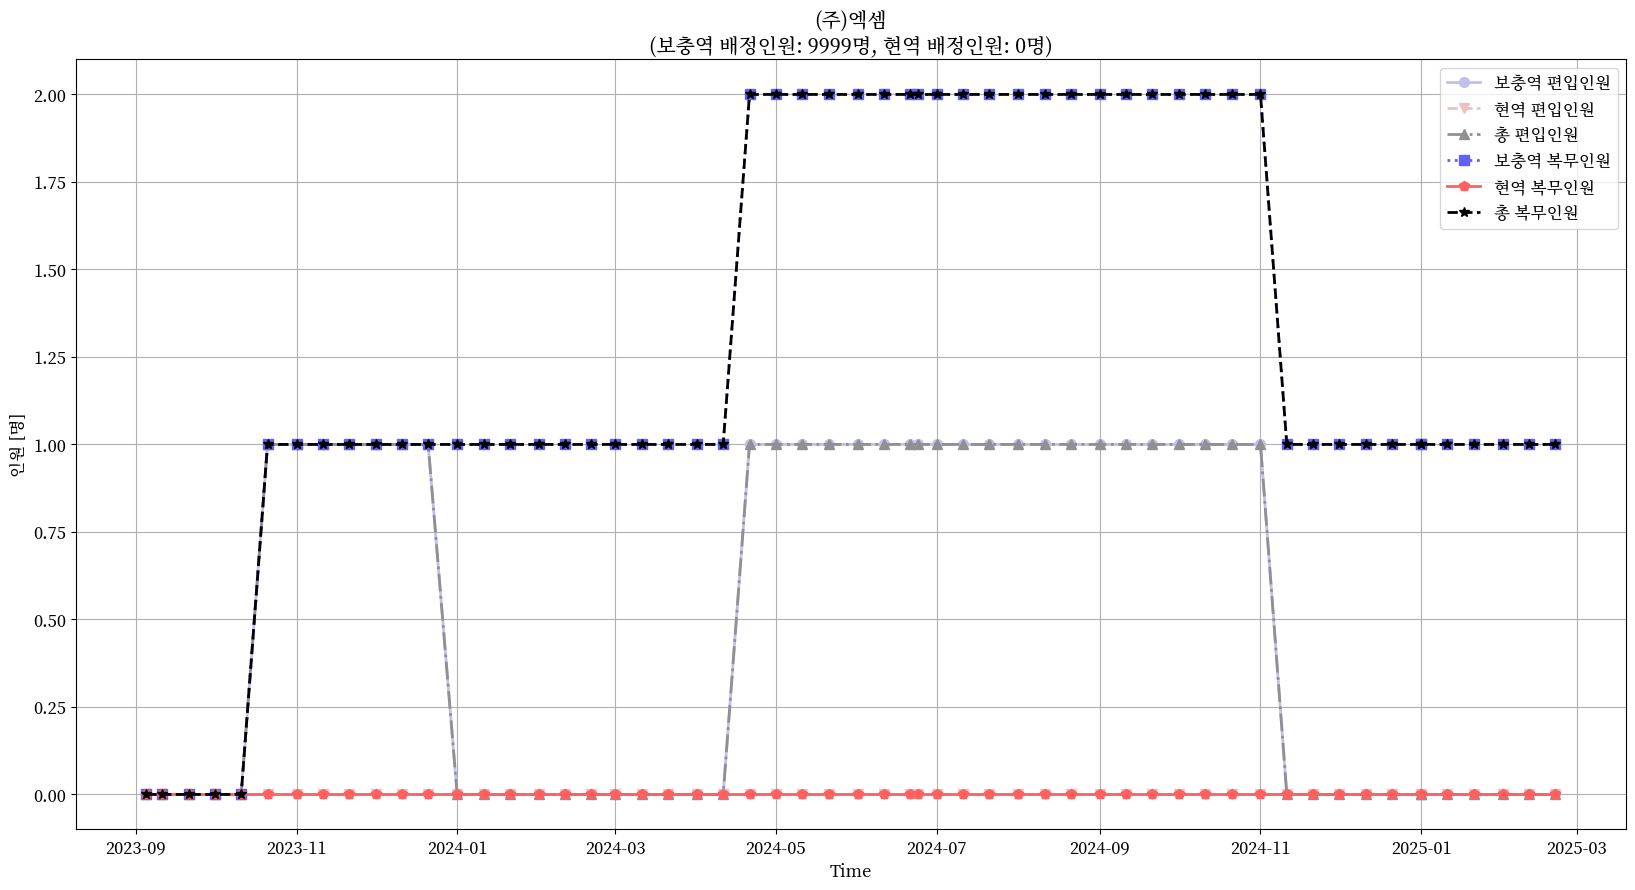 (주)엑셈
(보충역 배정인원: 9999명, 현역 배정인원: 0명)
2.00
1.75
1.50
1.25
1.00
0.75
0.50
0.25
0.00
인원 [명]
보충역 편입인원
현역 편입인원
총 편입인원
보충역 복무인원
현역 복무인원
총 복무인원
2023-09 2023-11 2024-01 2024-03 2024-05 2024-07 2024-09 2024-11 2025-01 2025-03
Time